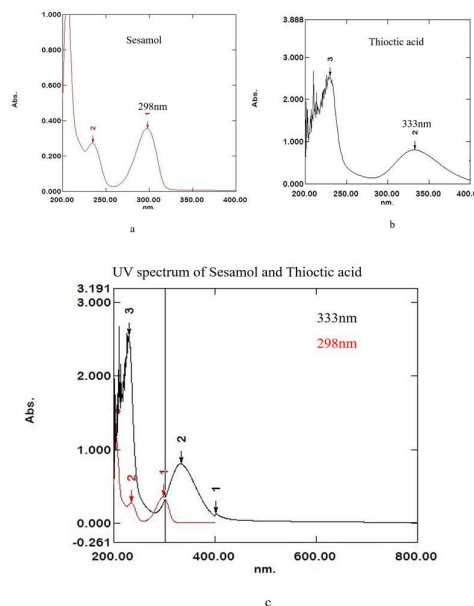 Sesamol
298nm
1
2
Abs.
1.000
0.800
0.600
0.400
0.200
0.000
200.00 250.00 300.00 350.00 400.00
nm.
a
Thioctic acid
333nm
2
3
Abs.
3.888
3.000
2.000
1.000
0.000
200.00 250.00 300.00 350.00 400.00
nm.
b
UV spectrum of Sesamol and Thioctic acid
333nm
298nm
3
2
1
2
1
Abs.
3.191
3.000
2.000
1.000
0.000
-0.261
200.00 400.00 600.00 800.00
nm.
c